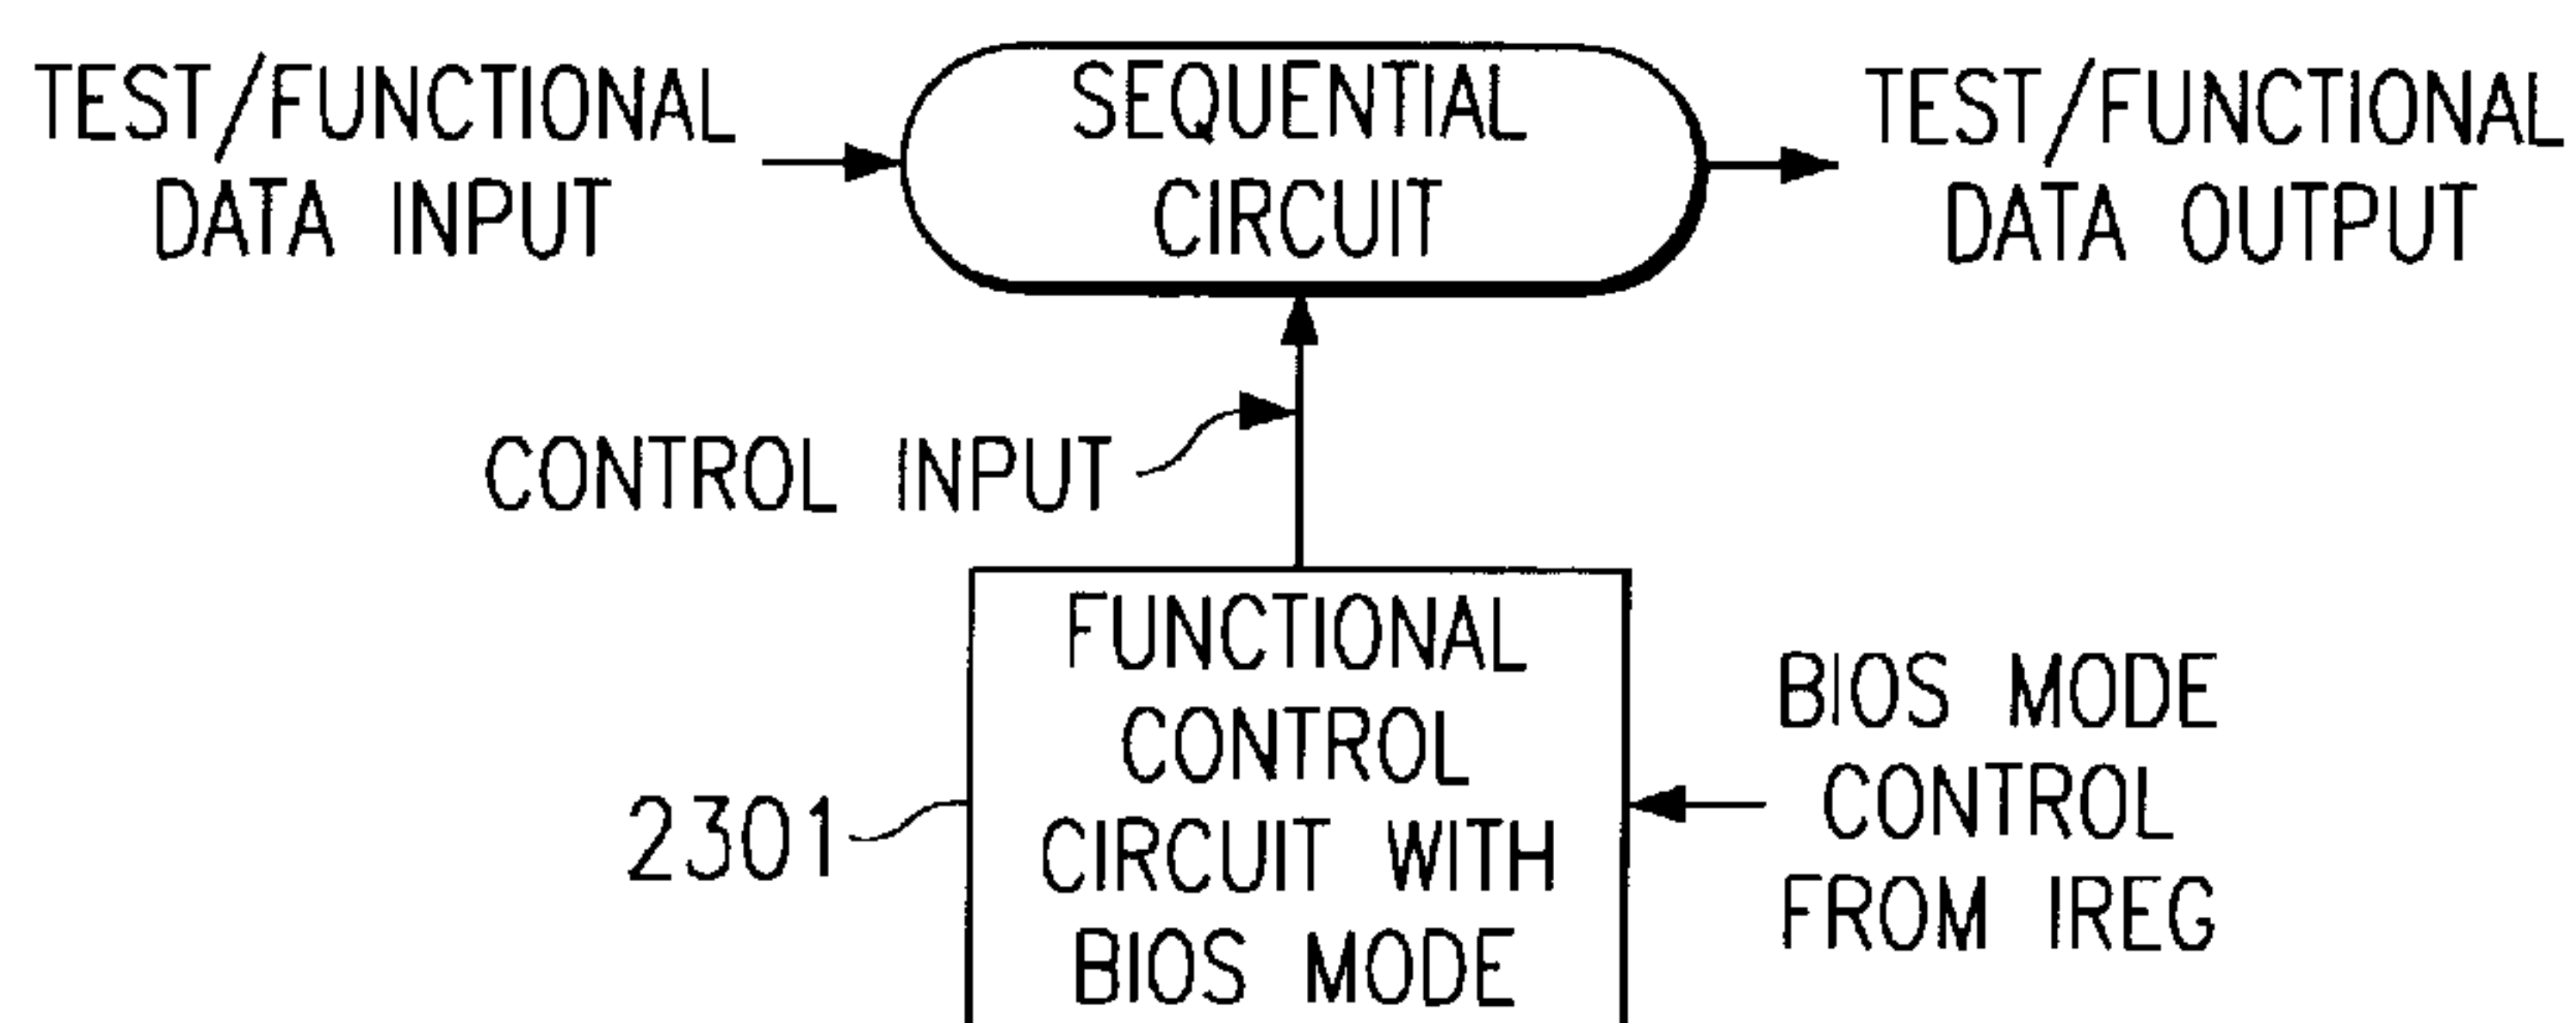 TEST/FUNCTIONAL
DATA INPUT
SEQUENTIAL
CIRCUIT
TEST/FUNCTIONAL
DATA OUTPUT
CONTROL INPUT
FUNCTIONAL
CONTROL
CIRCUIT WITH
BIOS MODE
2301
BIOS MODE
CONTROL
FROM IREG